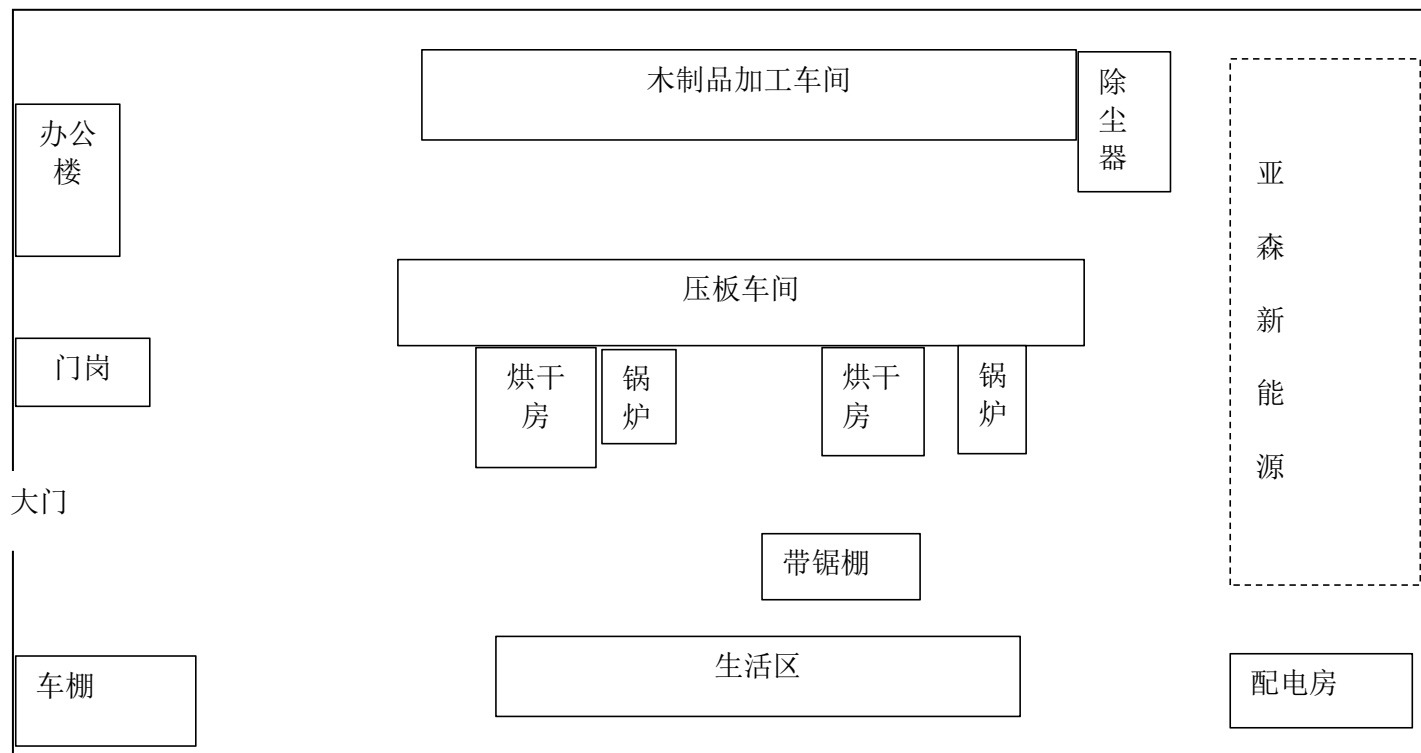 木制品加工车间
除
尘
器
办公
楼
亚
森
新
能
源
压板车间
门岗
烘干
房
锅
炉
烘干
房
锅
炉
大门
带锯棚
生活区
车棚
配电房